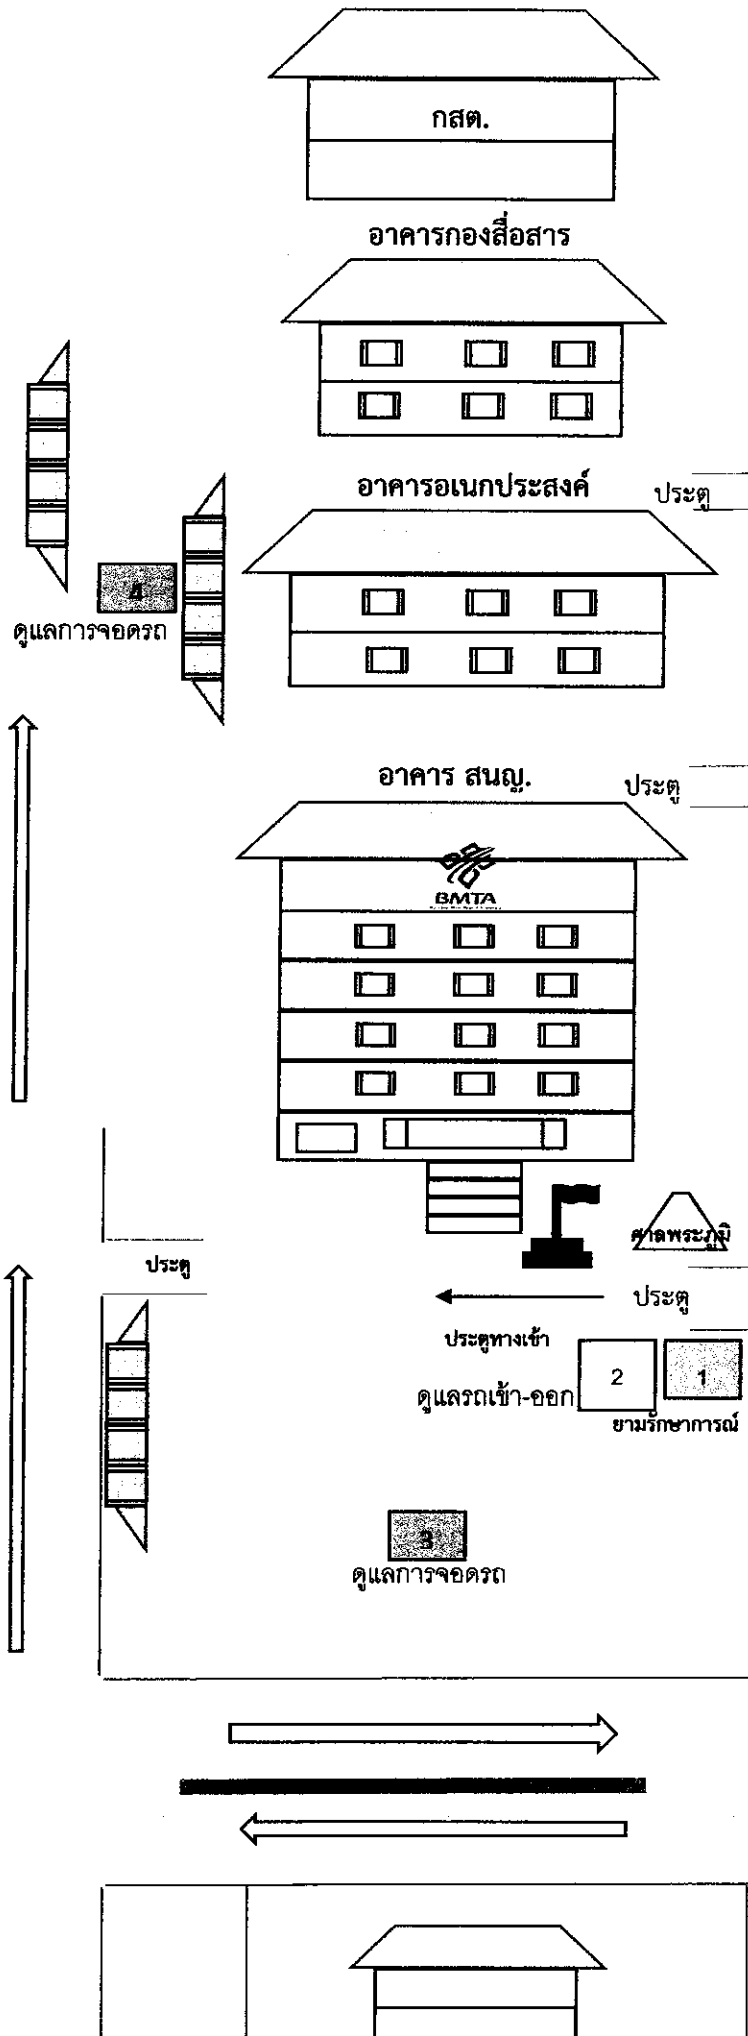 กสต.
อาคารกองสื่อสาร
อาคารอเนกประสงค์
ประตู
4
ดูแลการจอดรถ
อาคาร สนญ.
ประตู
BMTA
ศาลพระภูมิ
ประตู
ประตู
ประตูทางเข้า
2
1
ดูแลรถเข้า-ออก
ยามรักษาการณ์
3
ดูแลการจอดรถ